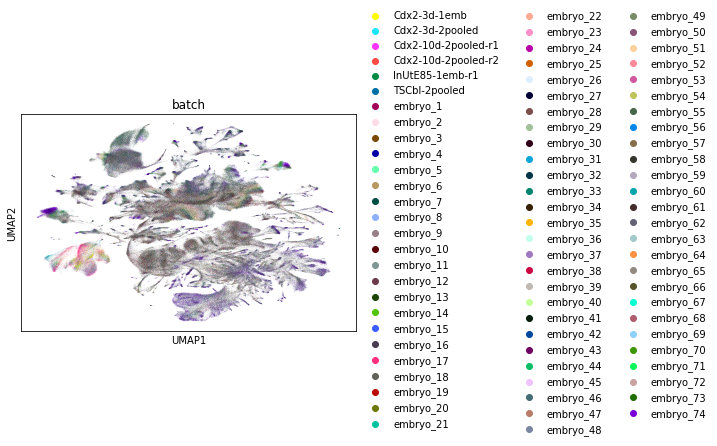 batch
UMAP2
UMAP1
Cdx2-3d-1emb
Cdx2-3d-2pooled
Cdx2-10d-2pooled-r1
Cdx2-10d-2pooled-r2
InUtE85-1emb-r1
TSCbl-2pooled
embryo_1
embryo_2
embryo_3
embryo_4
embryo_5
embryo_6
embryo_7
embryo_8
embryo_9
embryo_10
embryo_11
embryo_12
embryo_13
embryo_14
embryo_15
embryo_16
embryo_17
embryo_18
embryo_19
embryo_20
embryo_21
embryo_22
embryo_23
embryo_24
embryo_25
embryo_26
embryo_27
embryo_28
embryo_29
embryo_30
embryo_31
embryo_32
embryo_33
embryo_34
embryo_35
embryo_36
embryo_37
embryo_38
embryo_39
embryo_40
embryo_41
embryo_42
embryo_43
embryo_44
embryo_45
embryo_46
embryo_47
embryo_48
embryo_49
embryo_50
embryo_51
embryo_52
embryo_53
embryo_54
embryo_55
embryo_56
embryo_57
embryo_58
embryo_59
embryo_60
embryo_61
embryo_62
embryo_63
embryo_64
embryo_65
embryo_66
embryo_67
embryo_68
embryo_69
embryo_70
embryo_71
embryo_72
embryo_73
embryo_74